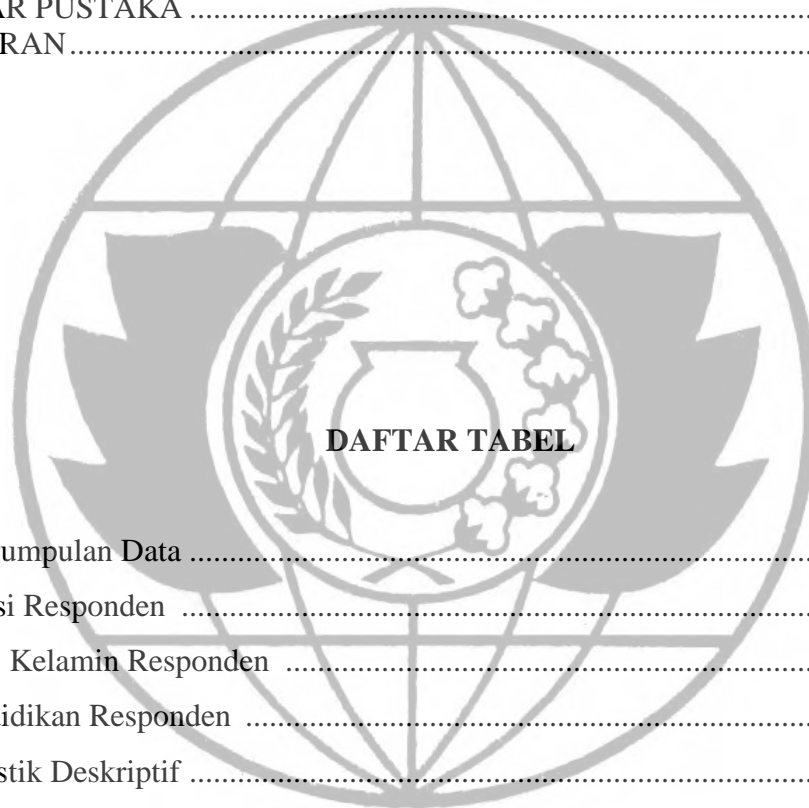 AR PUSTAKA ........................................................................
RAN........................................................................................
DAFTAR TABEL
umpulan Data ........................................................................
si Responden ........................................................................
Kelamin Responden ...............................................................
idikan Responden ...................................................................
stik Deskriptif ........................................................................